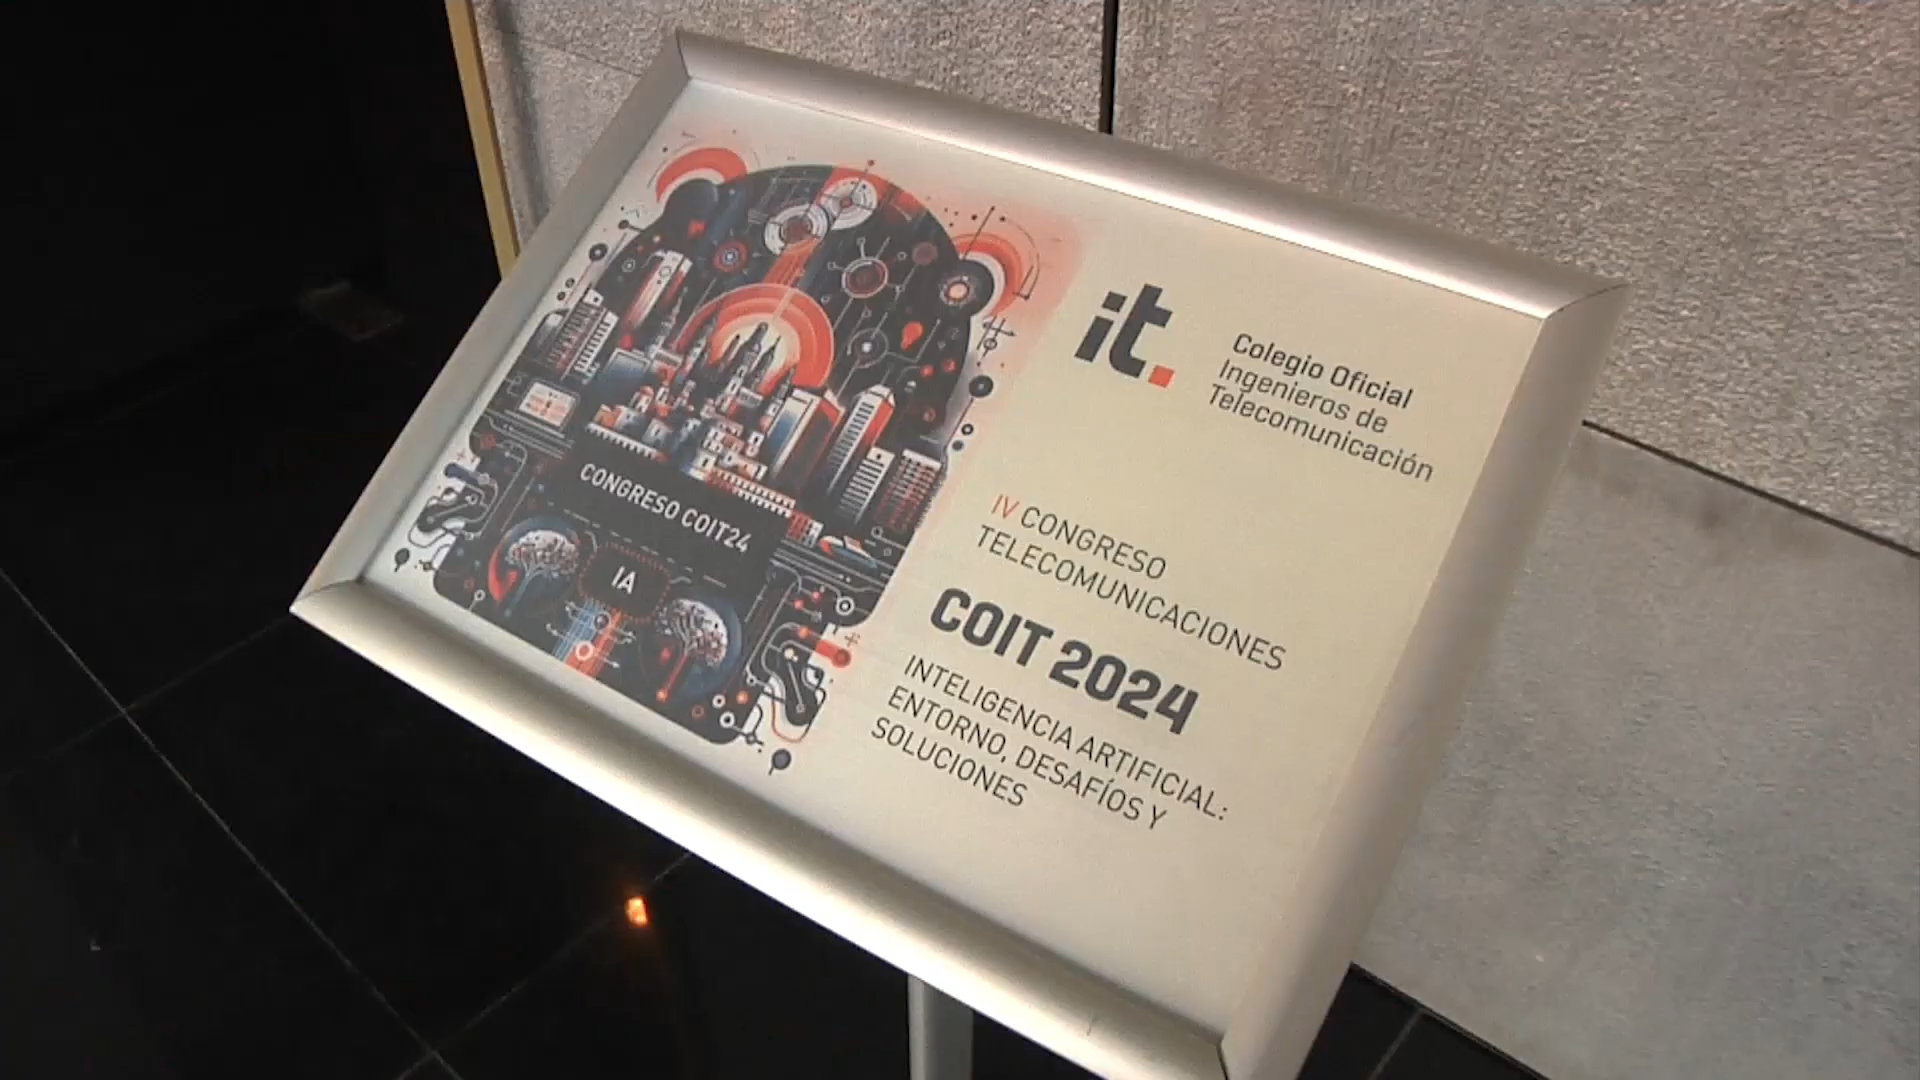 CONGRESO COIT24
IA
it.
Colegio Oficial
Ingenieros de
Telecomunicación
IV CONGRESO
TELECOMUNICACIONES
COIT 2024
INTELIGENCIA ARTIFICIAL:
ENTORNO, DESAFÍOS Y
SOLUCIONES